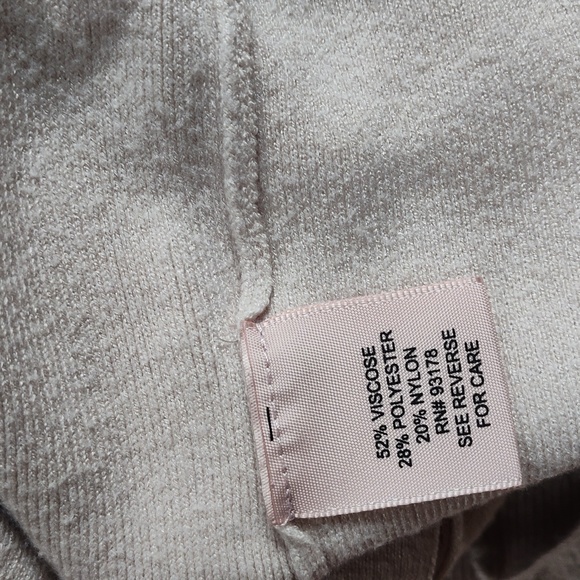 52% VISCOSE
28% POLYESTER
20% NYLON
RN# 93178
SEE REVERSE
FOR CARE